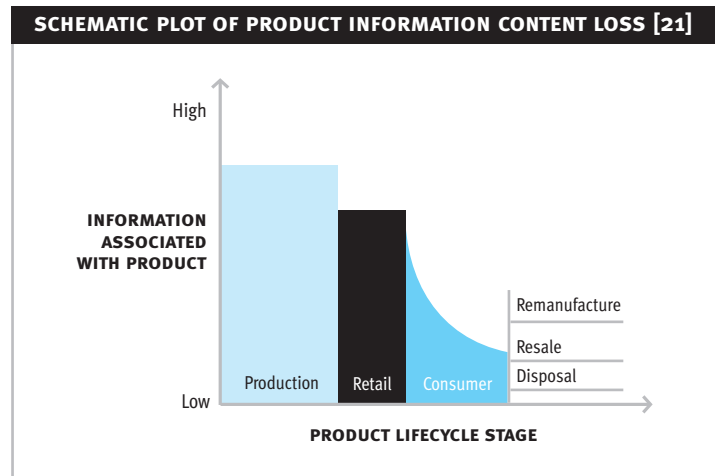 SCHEMATIC PLOT OF PRODUCT INFORMATION CONTENT LOSS [21]
High
INFORMATION
ASSOCIATED
WITH PRODUCT
Remanufacture
Resale
Disposal
Production
Retail
Consumer
Low
PRODUCT LIFECYCLE STAGE